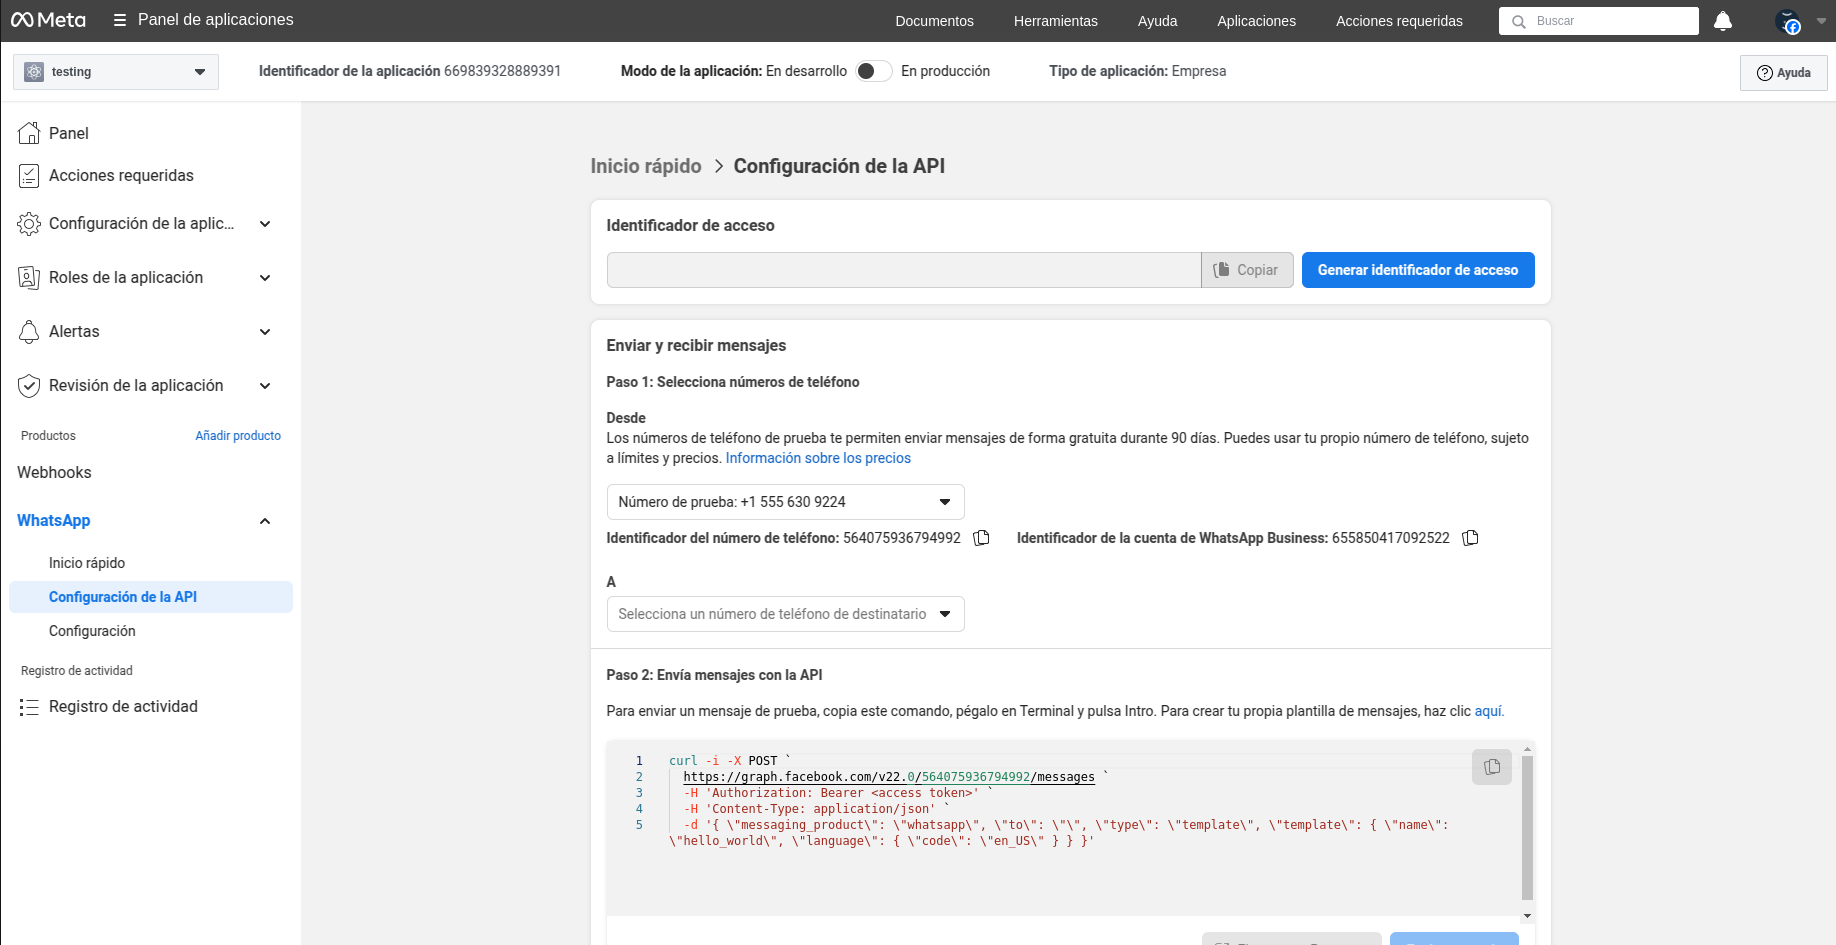 Meta
Panel de aplicaciones
Documentos
Herramientas
Ayuda
Aplicaciones
Acciones requeridas
Buscar
testing
Identificador de la aplicación 669839328889391
Modo de la aplicación: En desarrollo
En producción
Tipo de aplicación: Empresa
Ayuda
Panel
Acciones requeridas
Configuración de la aplic...
Roles de la aplicación
Alertas
Revisión de la aplicación
Productos
Añadir producto
Webhooks
WhatsApp
Inicio rápido
Configuración de la API
Configuración
Registro de actividad
Registro de actividad
Inicio rápido > Configuración de la API
Identificador de acceso
Copiar
Generar identificador de acceso
Enviar y recibir mensajes
Paso 1: Selecciona números de teléfono
Desde
Los números de teléfono de prueba te permiten enviar mensajes de forma gratuita durante 90 días. Puedes usar tu propio número de teléfono, sujeto
a límites y precios. Información sobre los precios
Número de prueba: +1 555 630 9224
Identificador del número de teléfono: 564075936794992
Identificador de la cuenta de WhatsApp Business: 655850417092522
A
Selecciona un número de teléfono de destinatario
Paso 2: Envía mensajes con la API
Para enviar un mensaje de prueba, copia este comando, pégalo en Terminal y pulsa Intro. Para crear tu propia plantilla de mensajes, haz clic aquí.
1 curl -i -X POST `
2 https://graph.facebook.com/v22.0/564075936794992/messages `
3 -H 'Authorization: Bearer <access token>' `
4 -H 'Content-Type: application/json' `
5 -d '{ \"messaging_product\": \"whatsapp\", \"to\": \"\", \"type\": \"template\", \"template\": { \"name\":
\"hello_world\", \"language\": { \"code\": \"en_US\" } } }'